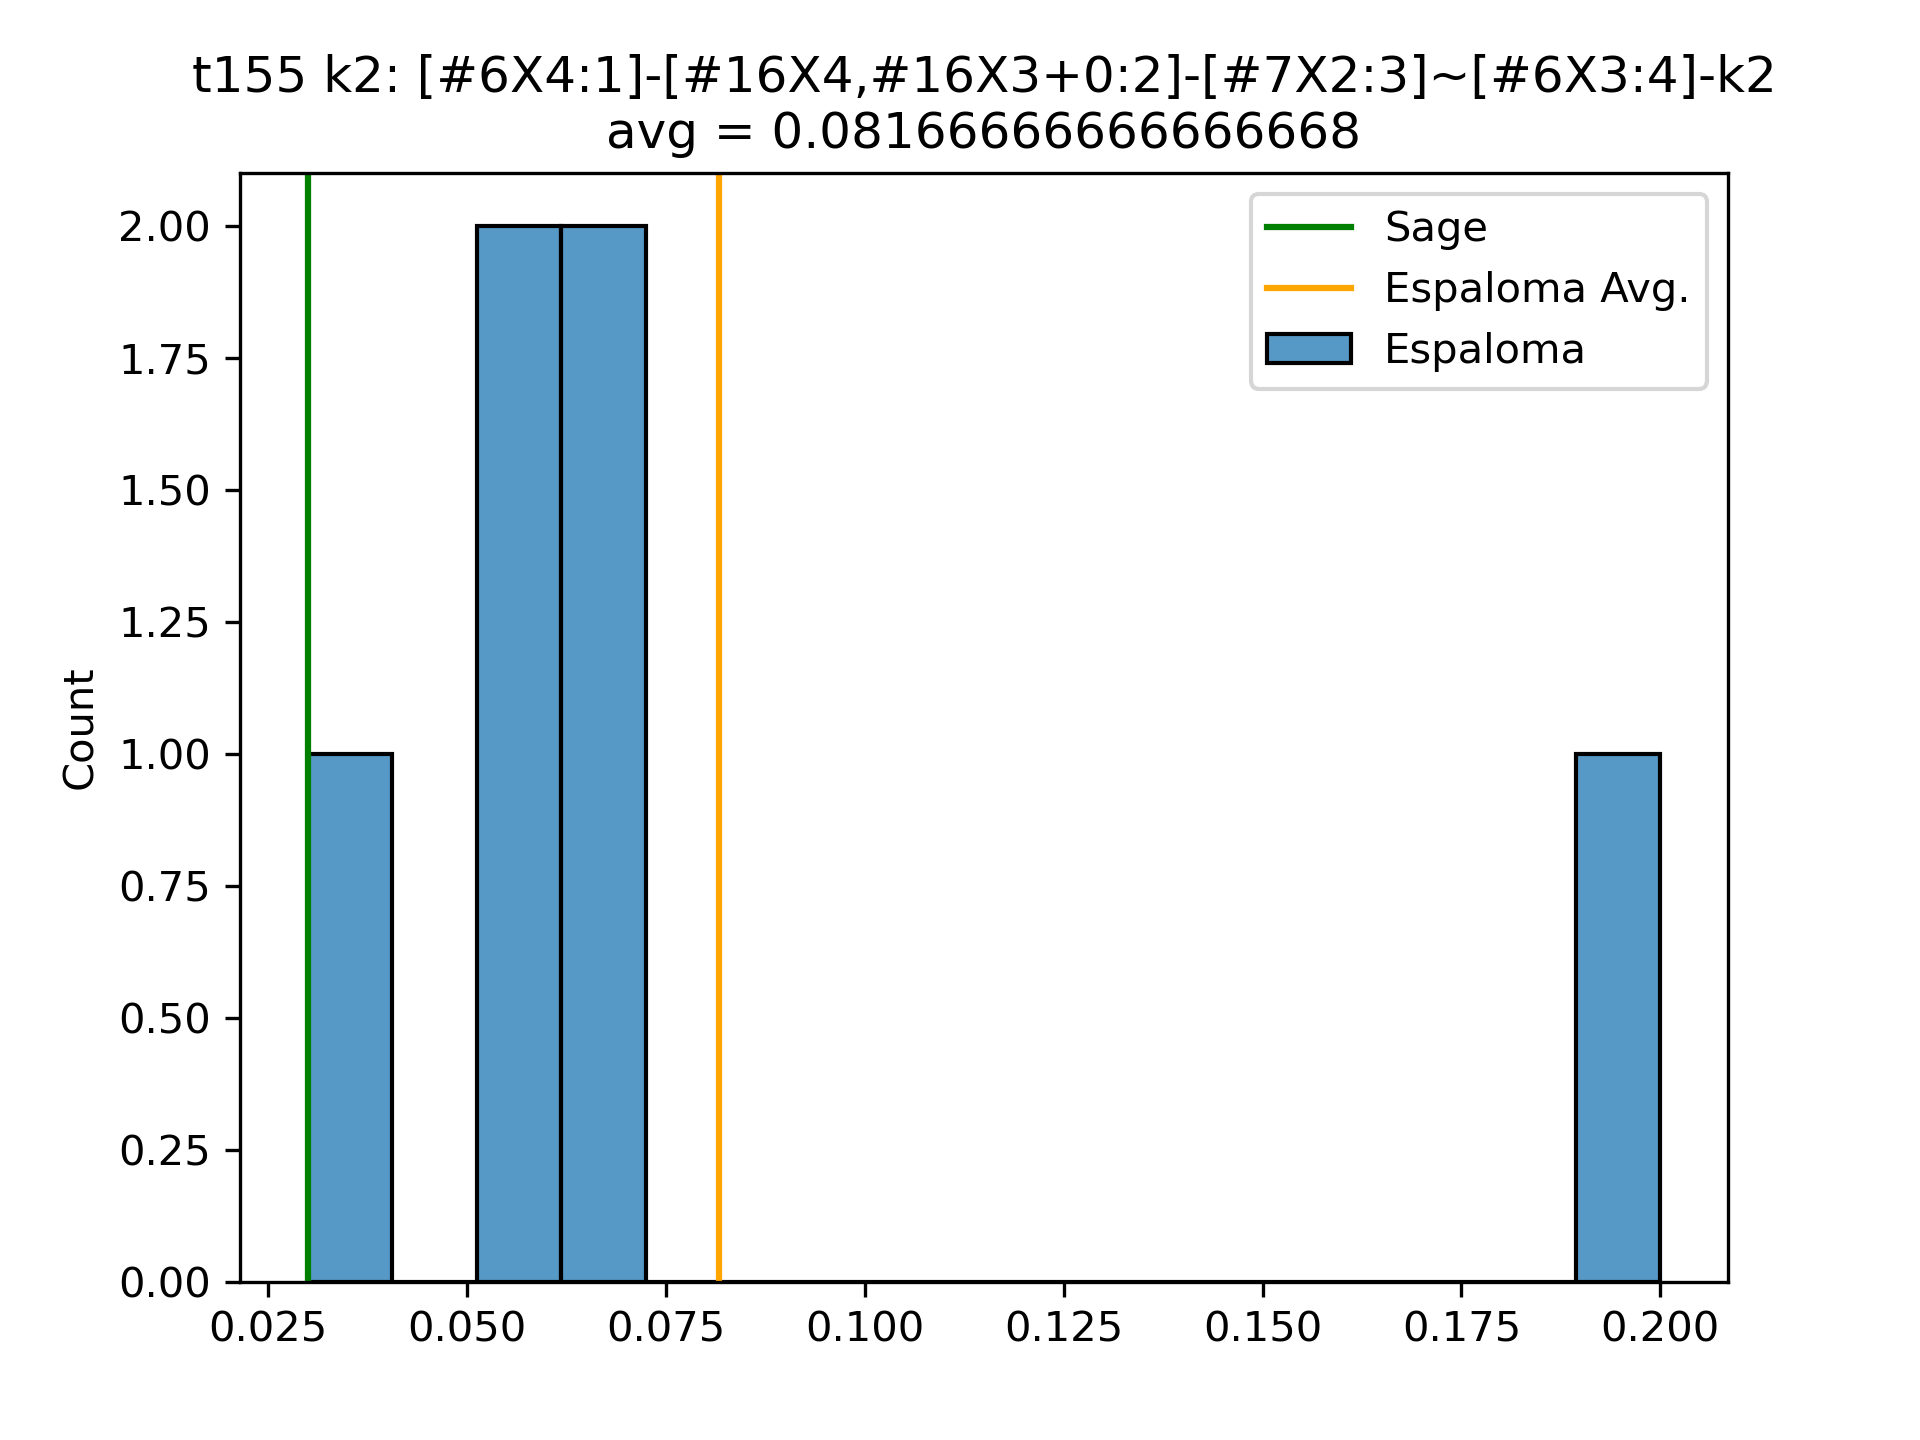 t155 k2: [#6X4:1]-[#16X4,#16X3+0:2]-[#7X2:3]~[#6X3:4]-k2
avg = 0.08166666666666668
Sage
Espaloma Avg.
Espaloma
Count
2.00
1.75
1.50
1.25
1.00
0.75
0.50
0.25
0.00
0.025 0.050 0.075 0.100 0.125 0.150 0.175 0.200